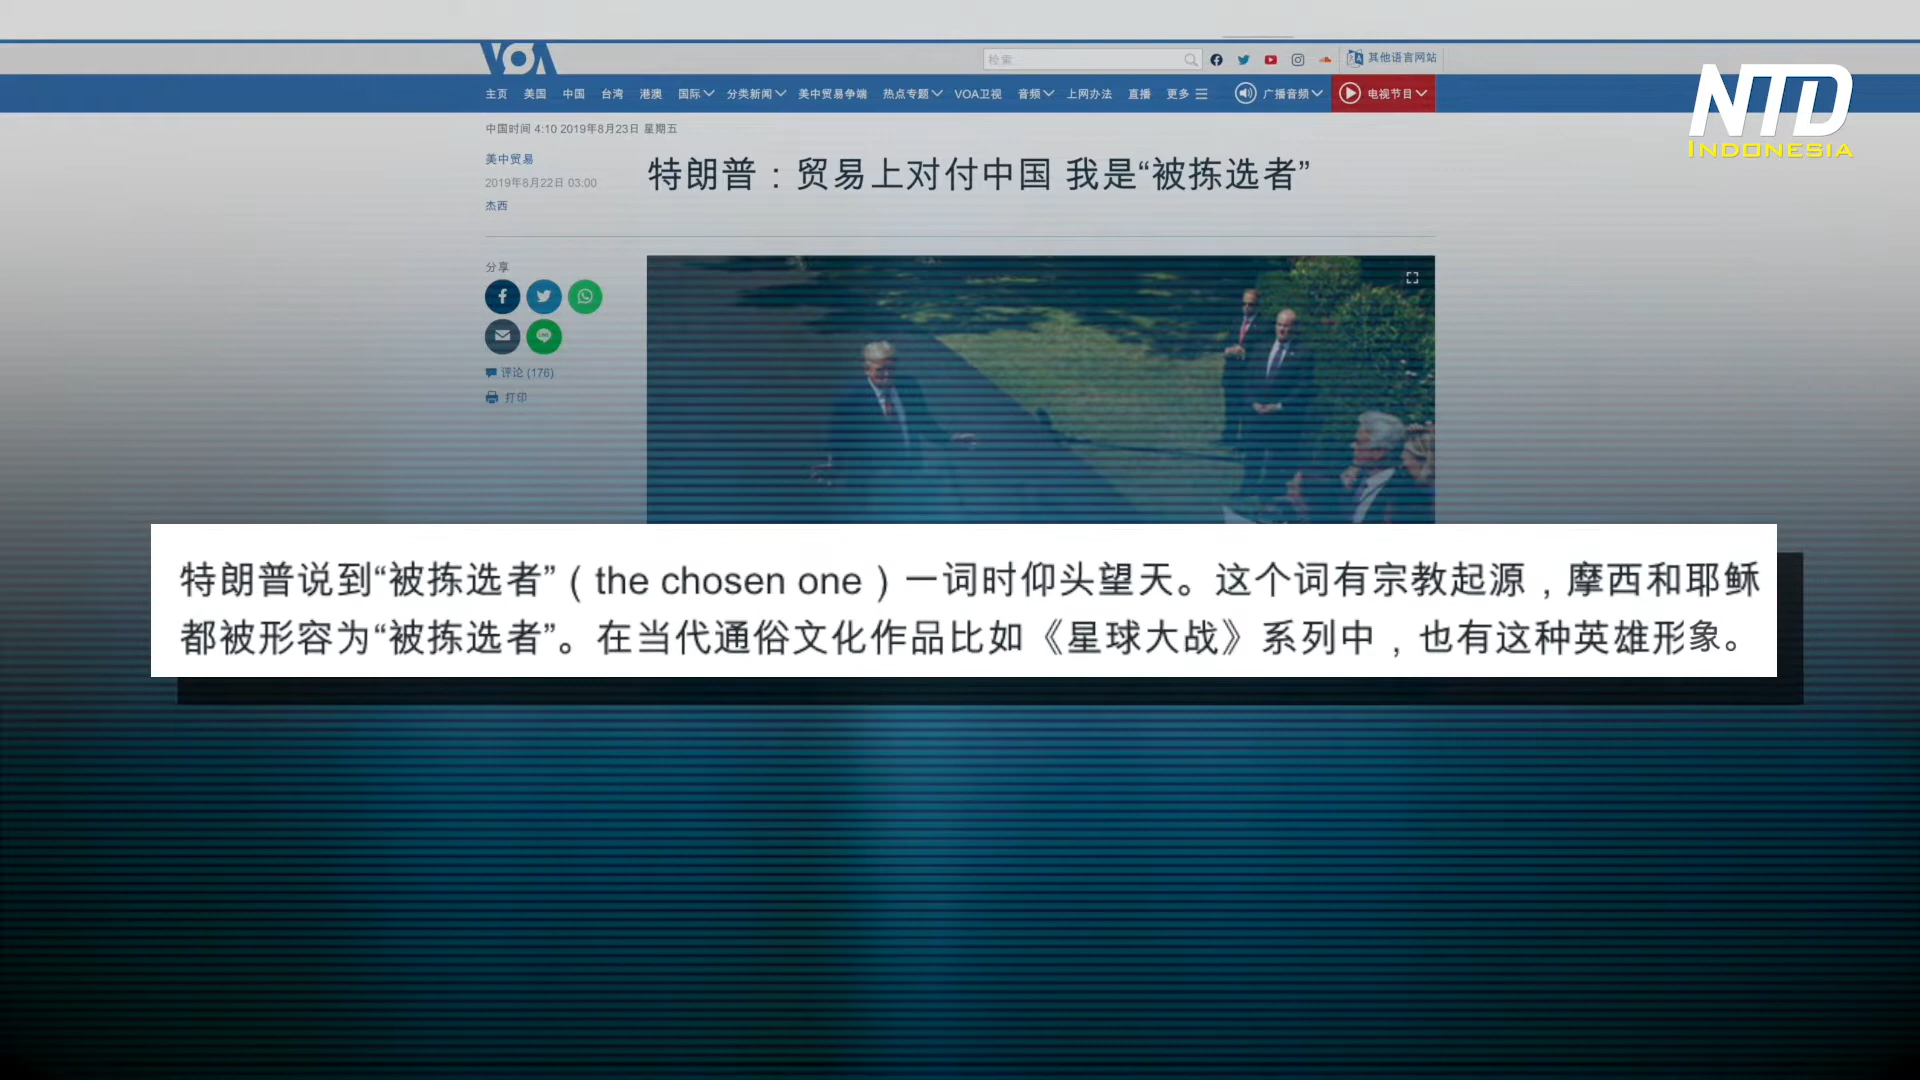 VOA
检索
其他语言网站
NTD
INDONESIA
主页 美国 中国 台湾 港澳 国际 分类新闻 美中贸易争端 热点专题 VOA卫视 音频 上网办法 直播 更多 广播音频 电视节目
中国时间 4:10 2019年8月23日 星期五
美中贸易
2019年8月22日 03:00
杰西
特朗普：贸易上对付中国 我是“被拣选者”
分享
评论 (176)
打印
特朗普说到“被拣选者”（the chosen one）一词时仰头望天。这个词有宗教起源，摩西和耶稣
都被形容为“被拣选者”。在当代通俗文化作品比如《星球大战》系列中，也有这种英雄形象。